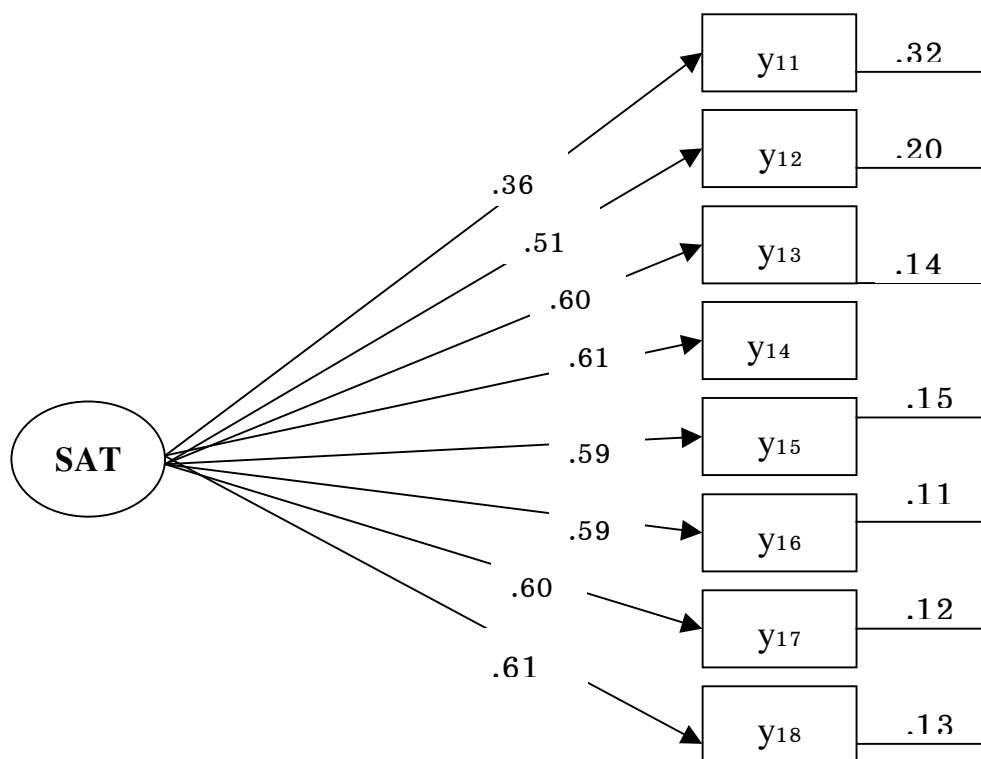 y11 .32
y12 .20
.36
.51
y13 .14
.60
y14
.61
.15
SAT
.59
y15
.11
.59
y16
.60
.12
y17
.61
y18 .13